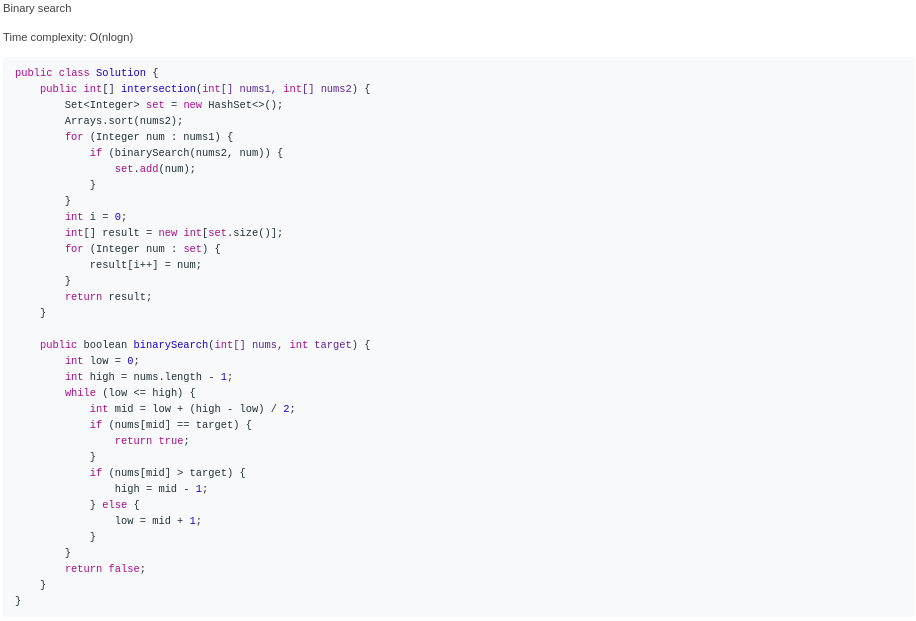 Binary search
Time complexity: O(nlogn)
public class Solution {
    public int[] intersection(int[] nums1, int[] nums2) {
        Set<Integer> set = new HashSet<>();
        Arrays.sort(nums2);
        for (Integer num : nums1) {
            if (binarySearch(nums2, num)) {
                set.add(num);
            }
        }
        int i = 0;
        int[] result = new int[set.size()];
        for (Integer num : set) {
            result[i++] = num;
        }
        return result;
    }
    public boolean binarySearch(int[] nums, int target) {
        int low = 0;
        int high = nums.length - 1;
        while (low <= high) {
            int mid = low + (high - low) / 2;
            if (nums[mid] == target) {
                return true;
            }
            if (nums[mid] > target) {
                high = mid - 1;
            } else {
                low = mid + 1;
            }
        }
        return false;
    }
}